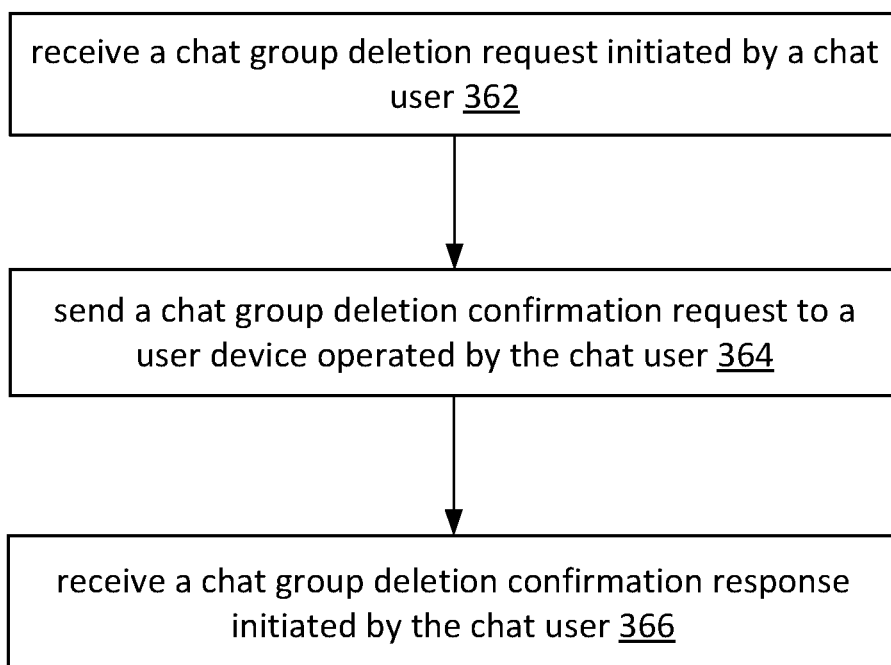 receive a chat group deletion request initiated by a chat
user 362
send a chat group deletion confirmation request to a
user device operated by the chat user 364
receive a chat group deletion confirmation response
initiated by the chat user 366